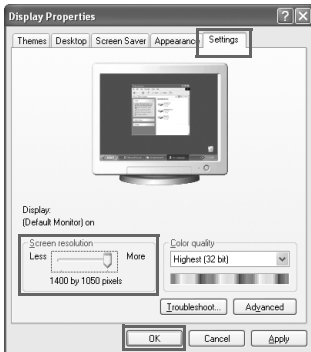 Display Properties
Themes Desktop Screen Saver Appearance Settings
Display:
(Default Monitor) on
Screen resolution
Less More
1400 by 1050 pixels
Color quality
Highest (32 bit)
Troubleshoot... Advanced
OK Cancel Apply